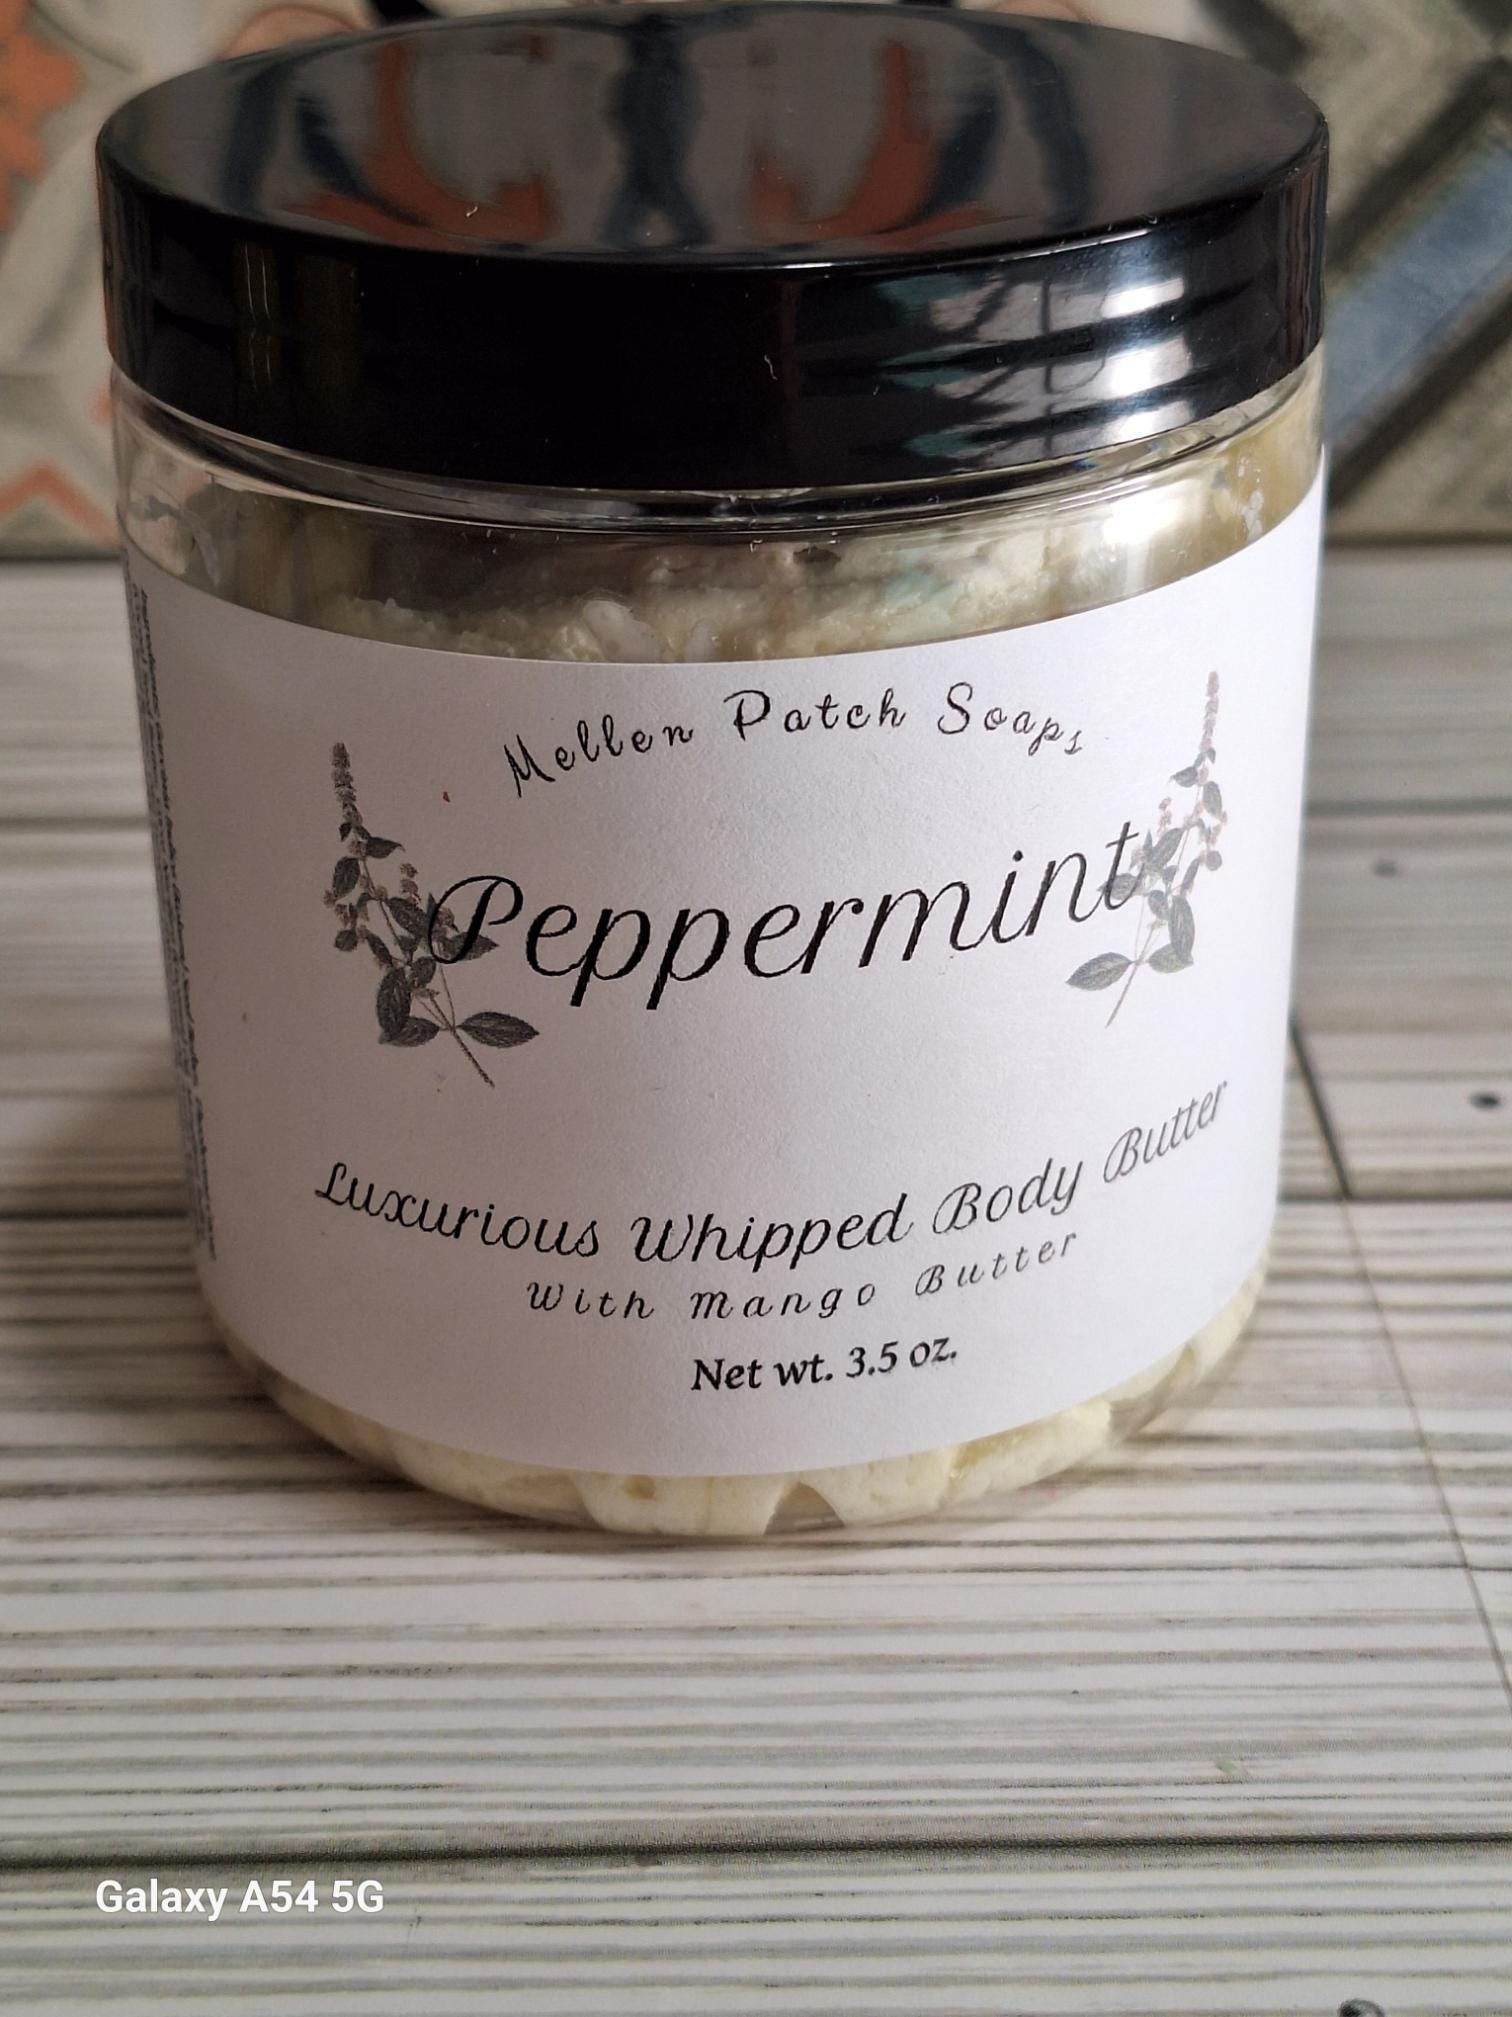 Mellen Patch Soaps
Peppermint
Luxurious Whipped Body Butter
With Mango Butter
Net wt. 3.5 oz.
Galaxy A54 5G